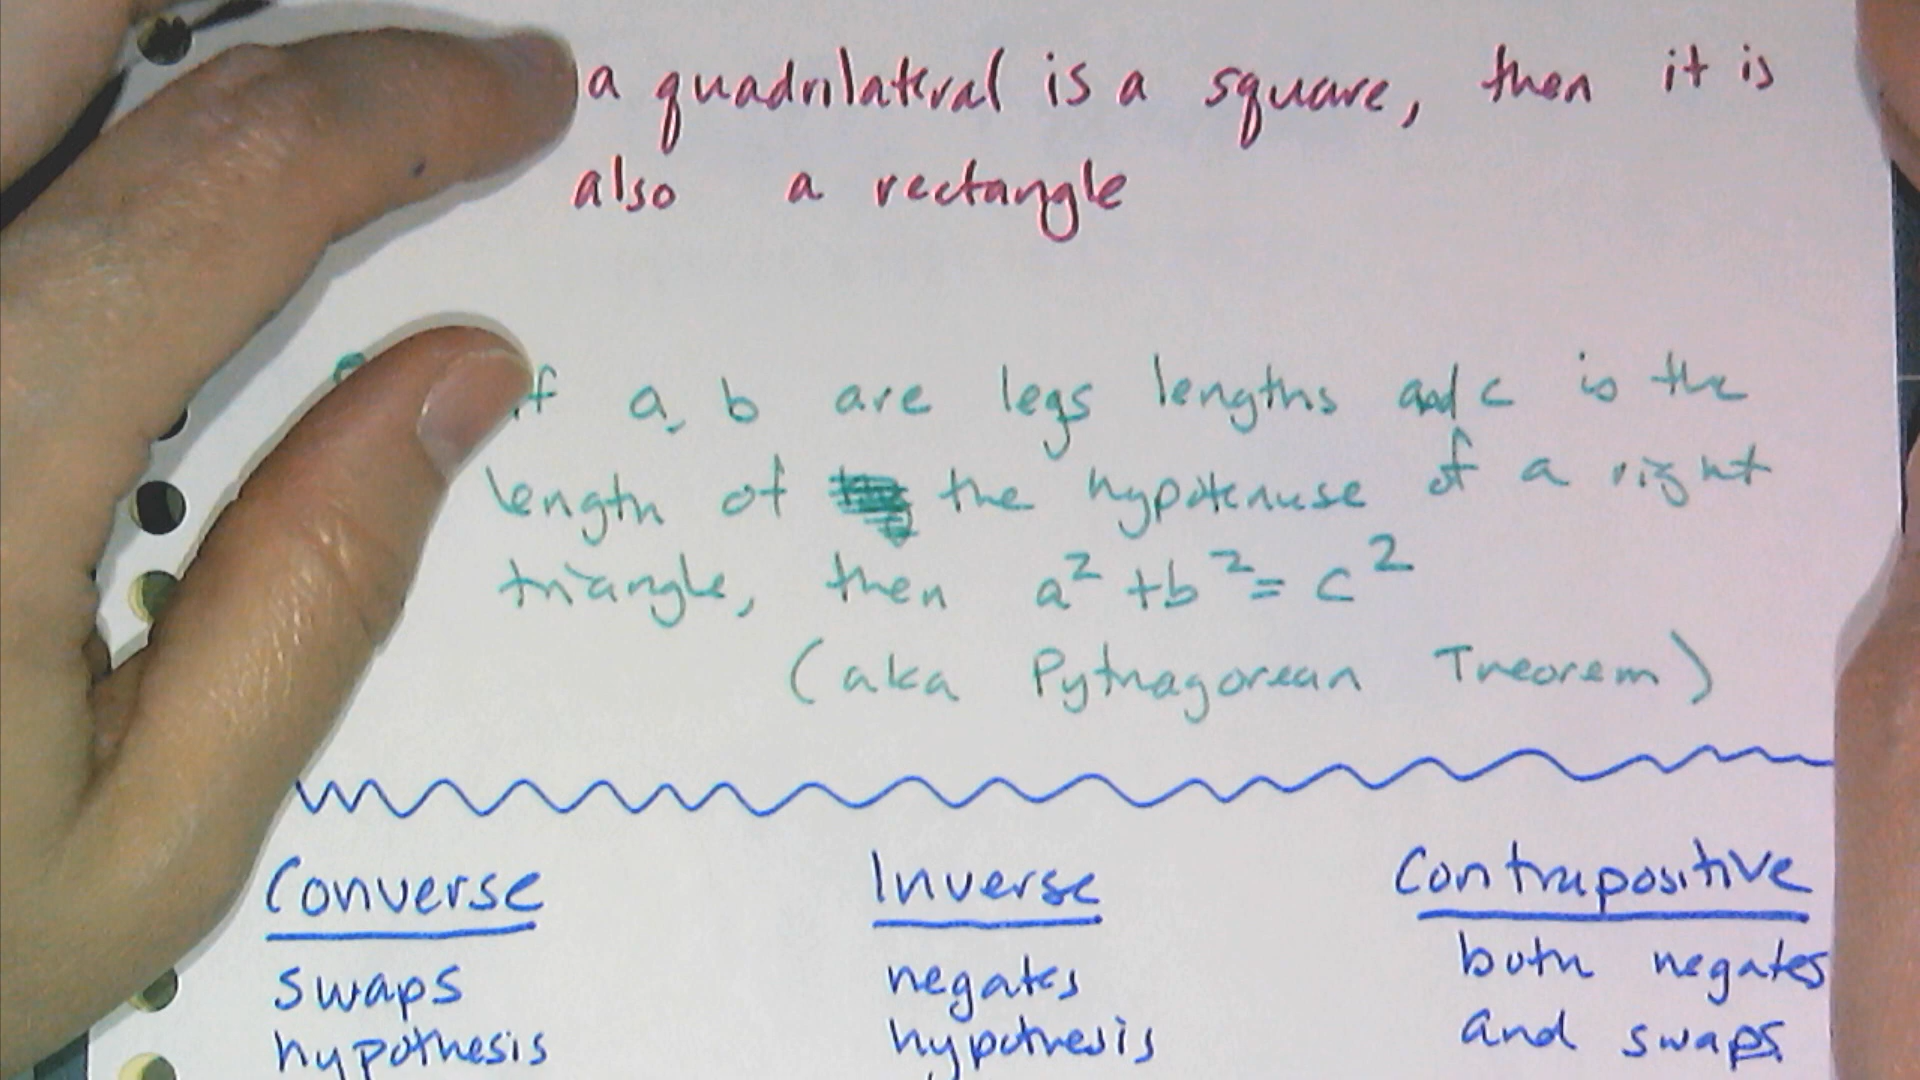 a quadrilateral is a square, then it is
also a rectangle
If a, b are legs lengths and c is the
length of the hypotenuse of a right
triangle, then a² + b² = c²
(aka Pythagorean Theorem)
Converse Inverse Contrapositive
swaps negates both negates
hypothesis hypothesis and swaps